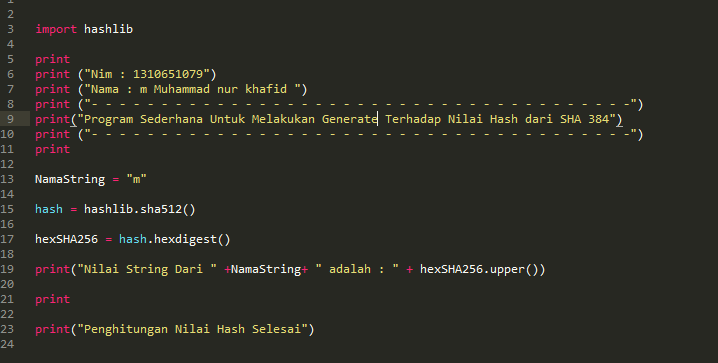 1
2
3 import hashlib
4
5 print
6 print ("Nim : 1310651079")
7 print ("Nama : m Muhammad nur khafid ")
8 print ("- - - - - - - - - - - - - - - - - - - - - - - - - - - - - - - - - - - - - - -")
9 print("Program Sederhana Untuk Melakukan Generate Terhadap Nilai Hash dari SHA 384")
10 print ("- - - - - - - - - - - - - - - - - - - - - - - - - - - - - - - - - - - - - - -")
11 print
12
13 NamaString = "m"
14
15 hash = hashlib.sha512()
16
17 hexSHA256 = hash.hexdigest()
18
19 print("Nilai String Dari " +NamaString+ " adalah : " + hexSHA256.upper())
20
21 print
22
23 print("Penghitungan Nilai Hash Selesai")
24